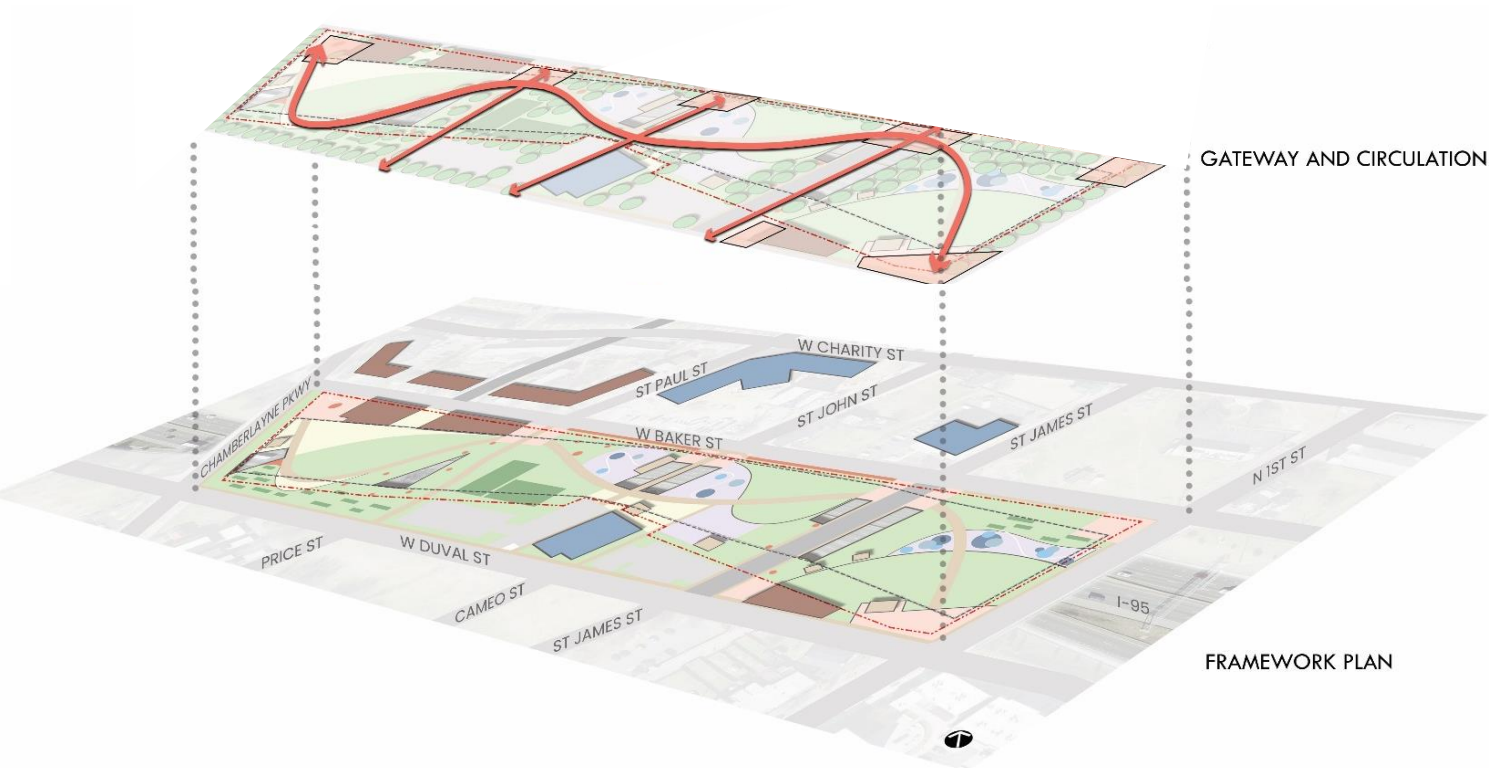 GATEWAY AND CIRCULATION
W CHARITY ST
ST PAUL ST
ST JOHN ST
CHAMBERLAYNE PKWY
W BAKER ST
ST JAMES ST
N 1ST ST
PRICE ST
W DUVAL ST
CAMEO ST
ST JAMES ST
I-95
FRAMEWORK PLAN